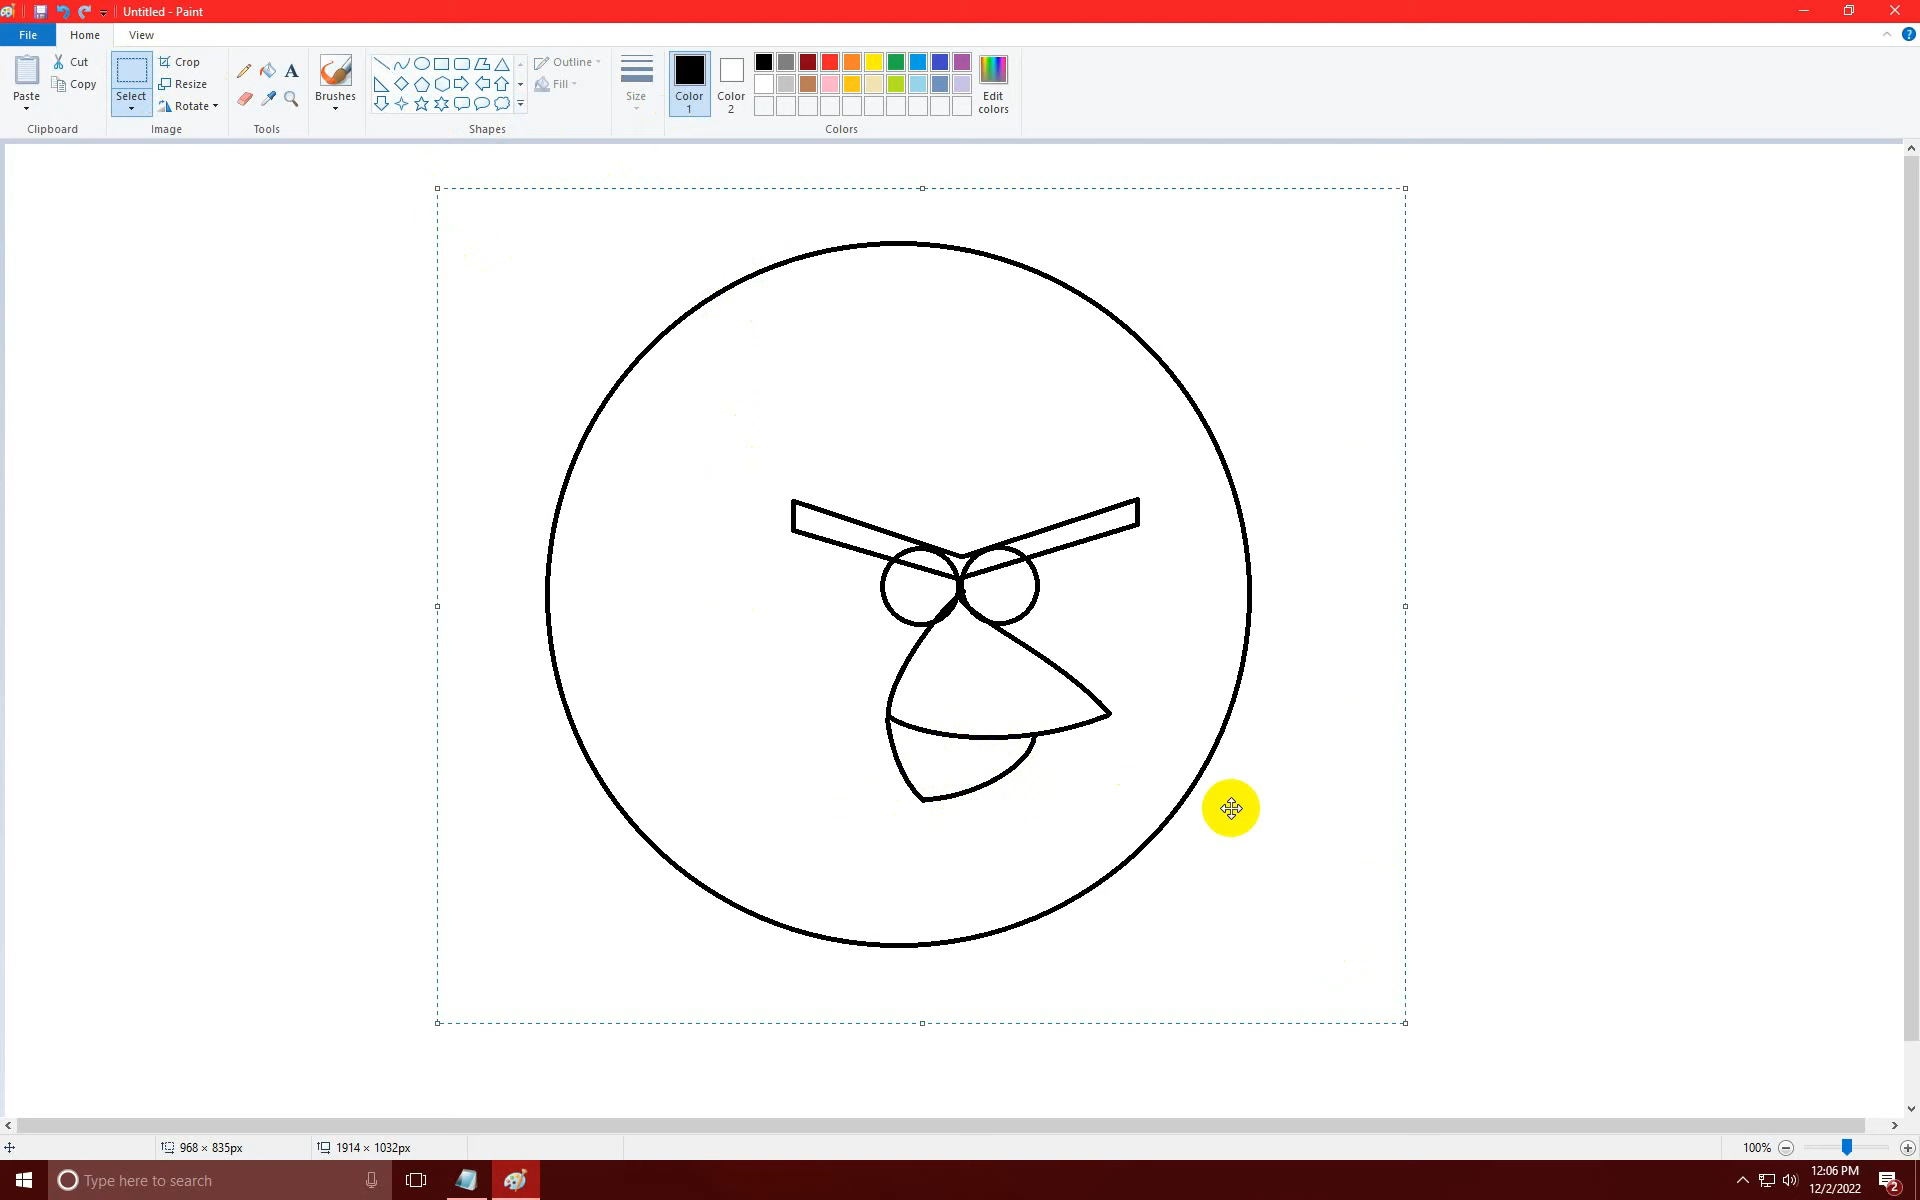 Untitled - Paint
File Home View
Paste
Cut
Copy
Clipboard
Select
Crop
Resize
Rotate
Image
A
Tools
Brushes
Outline
Fill
Shapes
Size
Color 1
Color 2
Edit colors
Colors
968 × 835px
1914 × 1032px
100%
Type here to search
12:06 PM
12/2/2022
2